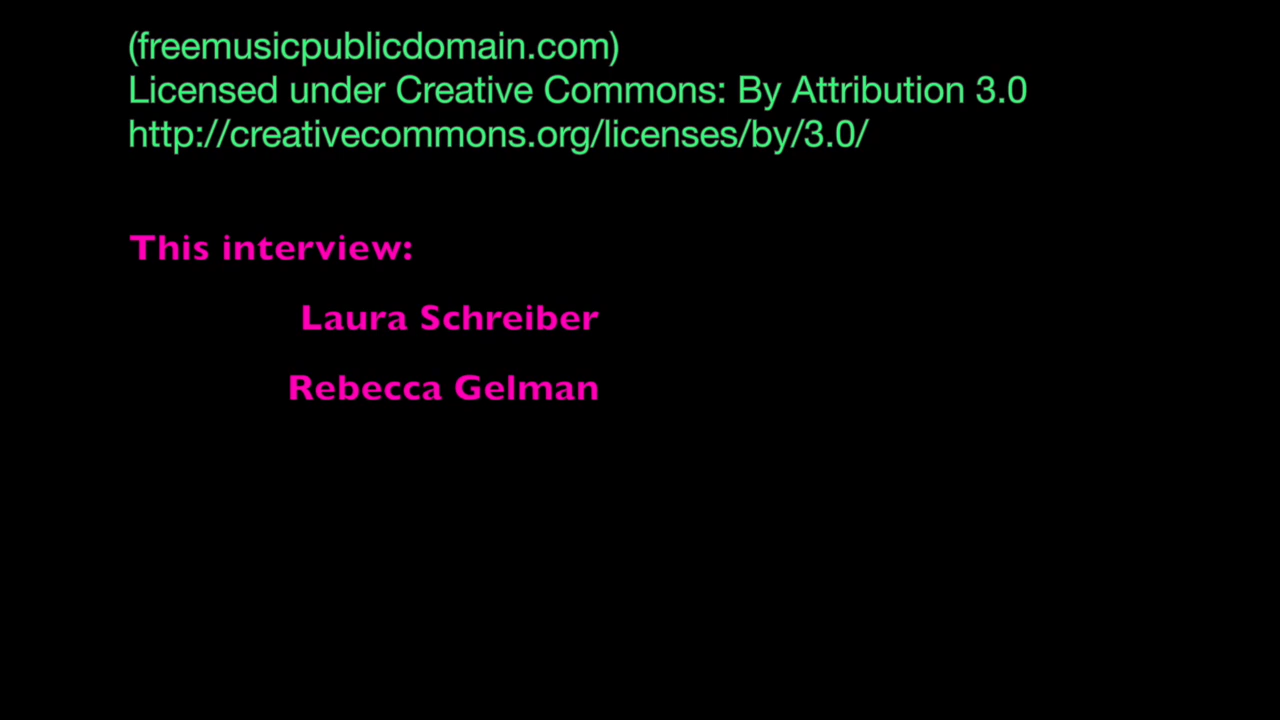 (freemusicpublicdomain.com)
Licensed under Creative Commons: By Attribution 3.0
http://creativecommons.org/licenses/by/3.0/
This interview:
Laura Schreiber
Rebecca Gelman